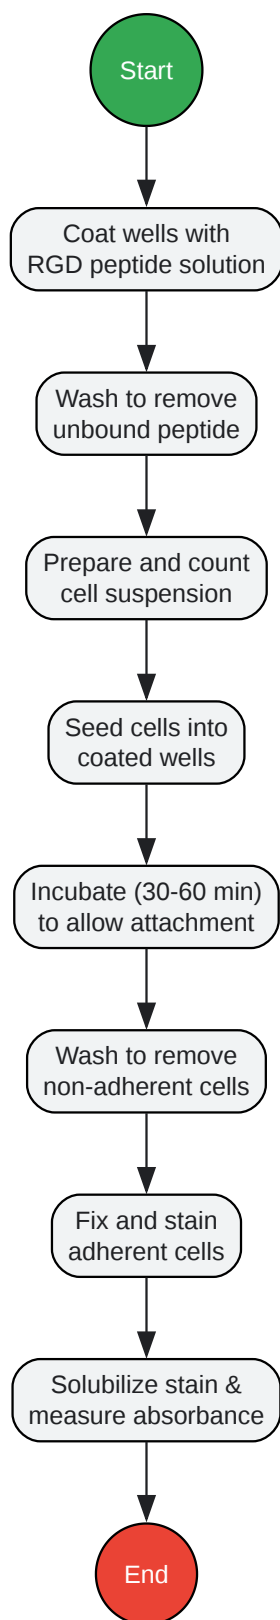 Start
Coat wells with
RGD peptide solution
Wash to remove
unbound peptide
Prepare and count
cell suspension
Seed cells into
coated wells
Incubate (30-60 min)
to allow attachment
Wash to remove
non-adherent cells
Fix and stain
adherent cells
Solubilize stain &
measure absorbance
End